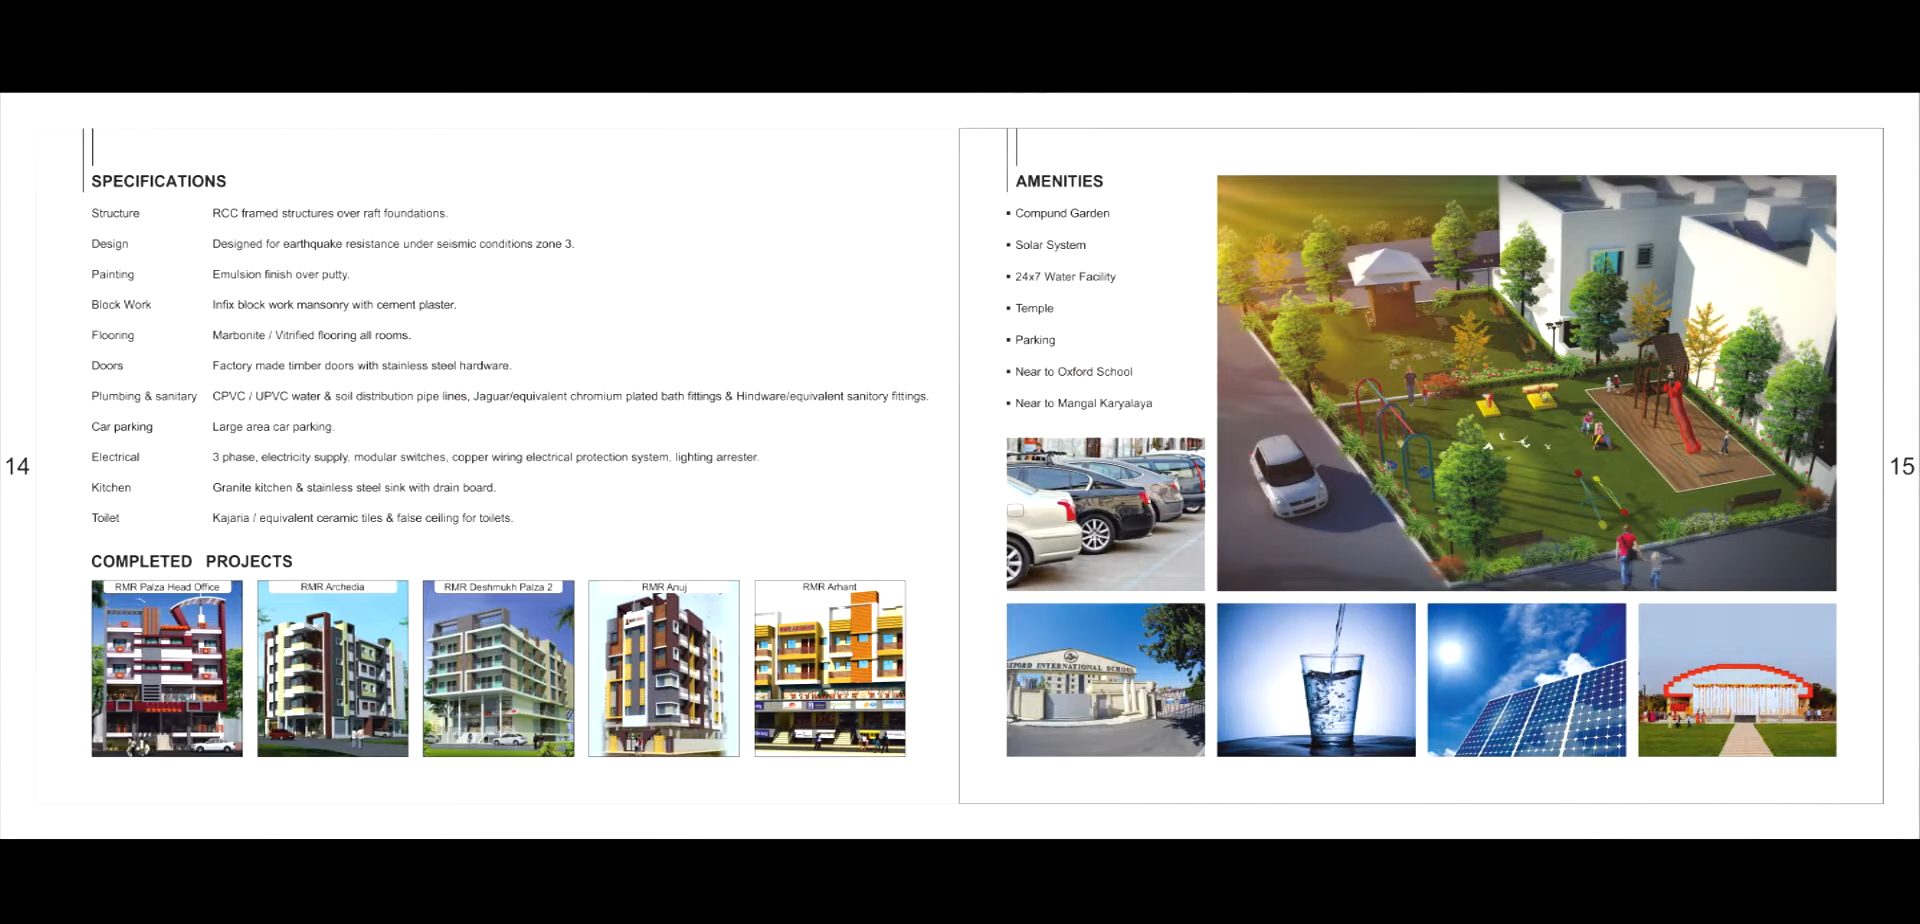 SPECIFICATIONS
Structure RCC framed structures over raft foundations.
Design Designed for earthquake resistance under seismic conditions zone 3.
Painting Emulsion finish over putty.
Block Work Infix block work mansonry with cement plaster.
Flooring Marbonite / Vitrified flooring all rooms.
Doors Factory made timber doors with stainless steel hardware.
Plumbing & sanitary CPVC / UPVC water & soil distribution pipe lines, Jaguar/equivalent chromium plated bath fittings & Hindware/equivalent sanitory fittings.
Car parking Large area car parking.
Electrical 3 phase, electricity supply, modular switches, copper wiring electrical protection system, lighting arrester.
Kitchen Granite kitchen & stainless steel sink with drain board.
Toilet Kajaria / equivalent ceramic tiles & false ceiling for toilets.
14
COMPLETED PROJECTS
RMR Palza Head Office
RMR Archedia
RMR Deshmukh Palza 2
RMR Anuj
RMR Arhant
AMENITIES
▪ Compund Garden
▪ Solar System
▪ 24x7 Water Facility
▪ Temple
▪ Parking
▪ Near to Oxford School
▪ Near to Mangal Karyalaya
15
INTERNATIONAL SCHOOL